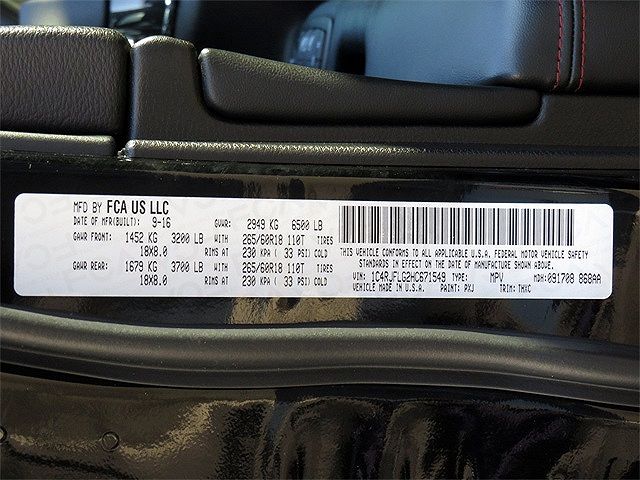 MFD BY FCA US LLC
DATE OF MFR(BUILT): 9-16 GVWR: 2949 KG 6500 LB
GAWR FRONT: 1452 KG 3200 LB WITH 265/60R18 110T TIRES
18X8.0 RIMS AT 230 KPA ( 33 PSI) COLD
GAWR REAR: 1679 KG 3700 LB WITH 265/60R18 110T TIRES
18X8.0 RIMS AT 230 KPA ( 33 PSI) COLD
THIS VEHICLE CONFORMS TO ALL APPLICABLE U.S.A. FEDERAL MOTOR VEHICLE SAFETY
STANDARDS IN EFFECT ON THE DATE OF MANUFACTURE SHOWN ABOVE.
VIN: 1C4RJFLG2HC671549 TYPE: MPV MDH: 091708 868AA
VEHICLE MADE IN U.S.A. PAINT: PXJ TRIM: THXC